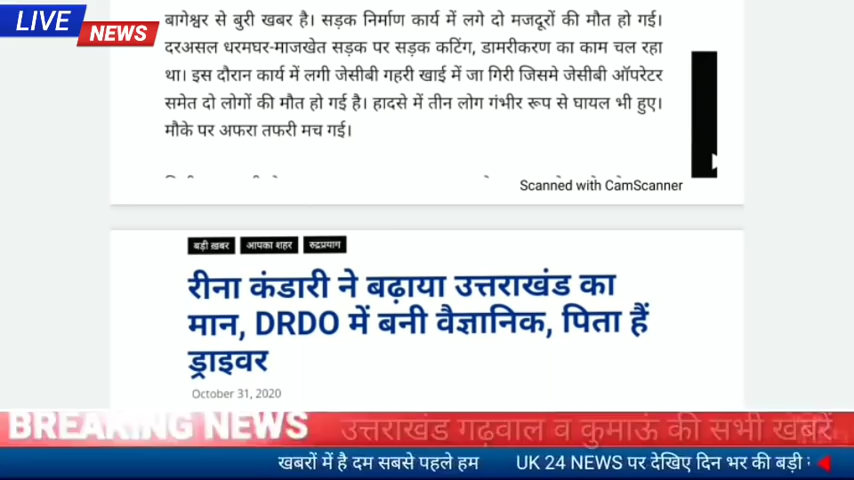 LIVE
NEWS
बागेश्वर से बुरी खबर है। सड़क निर्माण कार्य में लगे दो मजदूरों की मौत हो गई।
दरअसल धरमघर-माजखेत सड़क पर सड़क कटिंग, डामरीकरण का काम चल रहा
था। इस दौरान कार्य में लगी जेसीबी गहरी खाई में जा गिरी जिसमे जेसीबी ऑपरेटर
समेत दो लोगों की मौत हो गई है। हादसे में तीन लोग गंभीर रूप से घायल भी हुए।
मौके पर अफरा तफरी मच गई।
Scanned with CamScanner
बड़ी ख़बर आपका शहर रुद्रप्रयाग
रीना कंडारी ने बढ़ाया उत्तराखंड का
मान, DRDO में बनी वैज्ञानिक, पिता हैं
ड्राइवर
October 31, 2020
BREAKING NEWS उत्तराखंड गढ़वाल व कुमाऊं की सभी खबरें
खबरों में है दम सबसे पहले हम UK 24 NEWS पर देखिए दिन भर की बड़ी